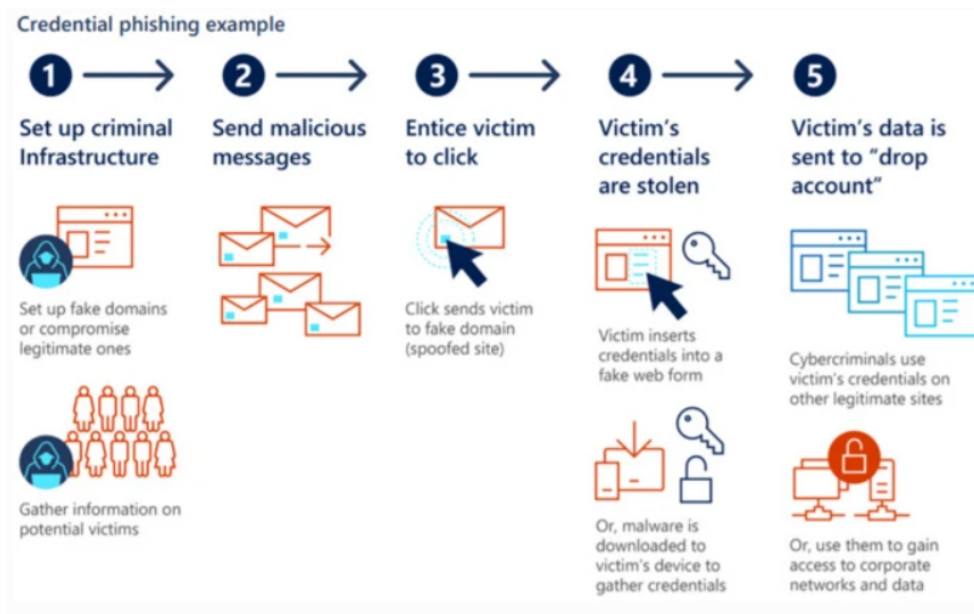 Credential phishing example
1
2
3
4
5
Set up criminal
Infrastructure
Send malicious
messages
Entice victim
to click
Victim's
credentials
are stolen
Victim's data is
sent to "drop
account"
Set up fake domains
or compromise
legitimate ones
Click sends victim
to fake domain
(spoofed site)
Victim inserts
credentials into a
fake web form
Cybercriminals use
victim's credentials on
other legitimate sites
Gather information on
potential victims
Or, malware is
downloaded to
victim's device to
gather credentials
Or, use them to gain
access to corporate
networks and data